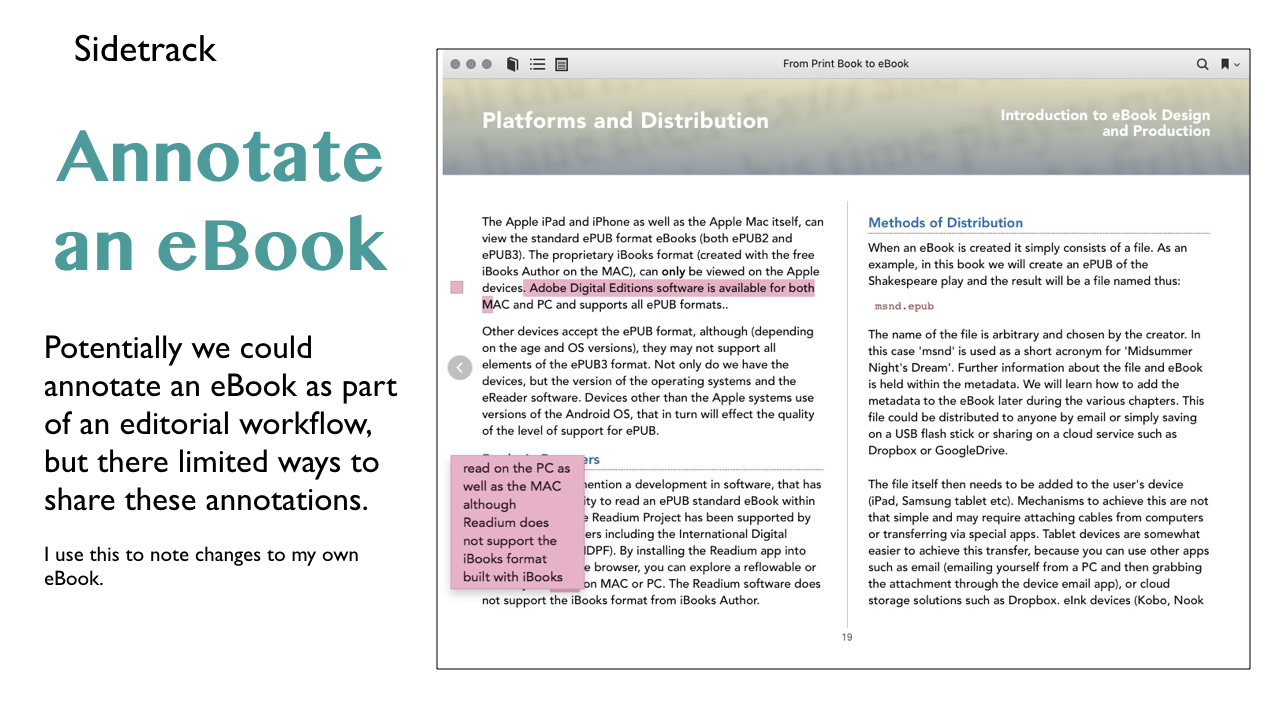 Sidetrack
Annotate
an eBook
Potentially we could
annotate an eBook as part
of an editorial workflow,
but there limited ways to
share these annotations.
I use this to note changes to my own
eBook.
From Print Book to eBook
Platforms and Distribution
Introduction to eBook Design
and Production
The Apple iPad and iPhone as well as the Apple Mac itself, can
view the standard ePUB format eBooks (both ePUB2 and
ePUB3). The proprietary iBooks format (created with the free
iBooks Author on the MAC), can only be viewed on the Apple
devices. Adobe Digital Editions software is available for both
MAC and PC and supports all ePUB formats..
Other devices accept the ePUB format, although (depending
on the age and OS versions), they may not support all
elements of the ePUB3 format. Not only do we have the
devices, but the version of the operating systems and the
eReader software. Devices other than the Apple systems use
versions of the Android OS, that in turn will effect the quality
of the level of support for ePUB.
ers
mention a development in software, that has
ity to read an ePUB standard eBook within
e Readium Project has been supported by
ers including the International Digital
IDPF). By installing the Readium app into
e browser, you can explore a reflowable or
on MAC or PC. The Readium software does
not support the iBooks format from iBooks Author.
read on the PC as
well as the MAC
although
Readium does
not support the
iBooks format
built with iBooks
Methods of Distribution
When an eBook is created it simply consists of a file. As an
example, in this book we will create an ePUB of the
Shakespeare play and the result will be a file named thus:
msnd.epub
The name of the file is arbitrary and chosen by the creator. In
this case 'msnd' is used as a short acronym for 'Midsummer
Night's Dream'. Further information about the file and eBook
is held within the metadata. We will learn how to add the
metadata to the eBook later during the various chapters. This
file could be distributed to anyone by email or simply saving
on a USB flash stick or sharing on a cloud service such as
Dropbox or GoogleDrive.
The file itself then needs to be added to the user's device
(iPad, Samsung tablet etc). Mechanisms to achieve this are not
that simple and may require attaching cables from computers
or transferring via special apps. Tablet devices are somewhat
easier to achieve this transfer, because you can use other apps
such as email (emailing yourself from a PC and then grabbing
the attachment through the device email app), or cloud
storage solutions such as Dropbox. eInk devices (Kobo, Nook
19